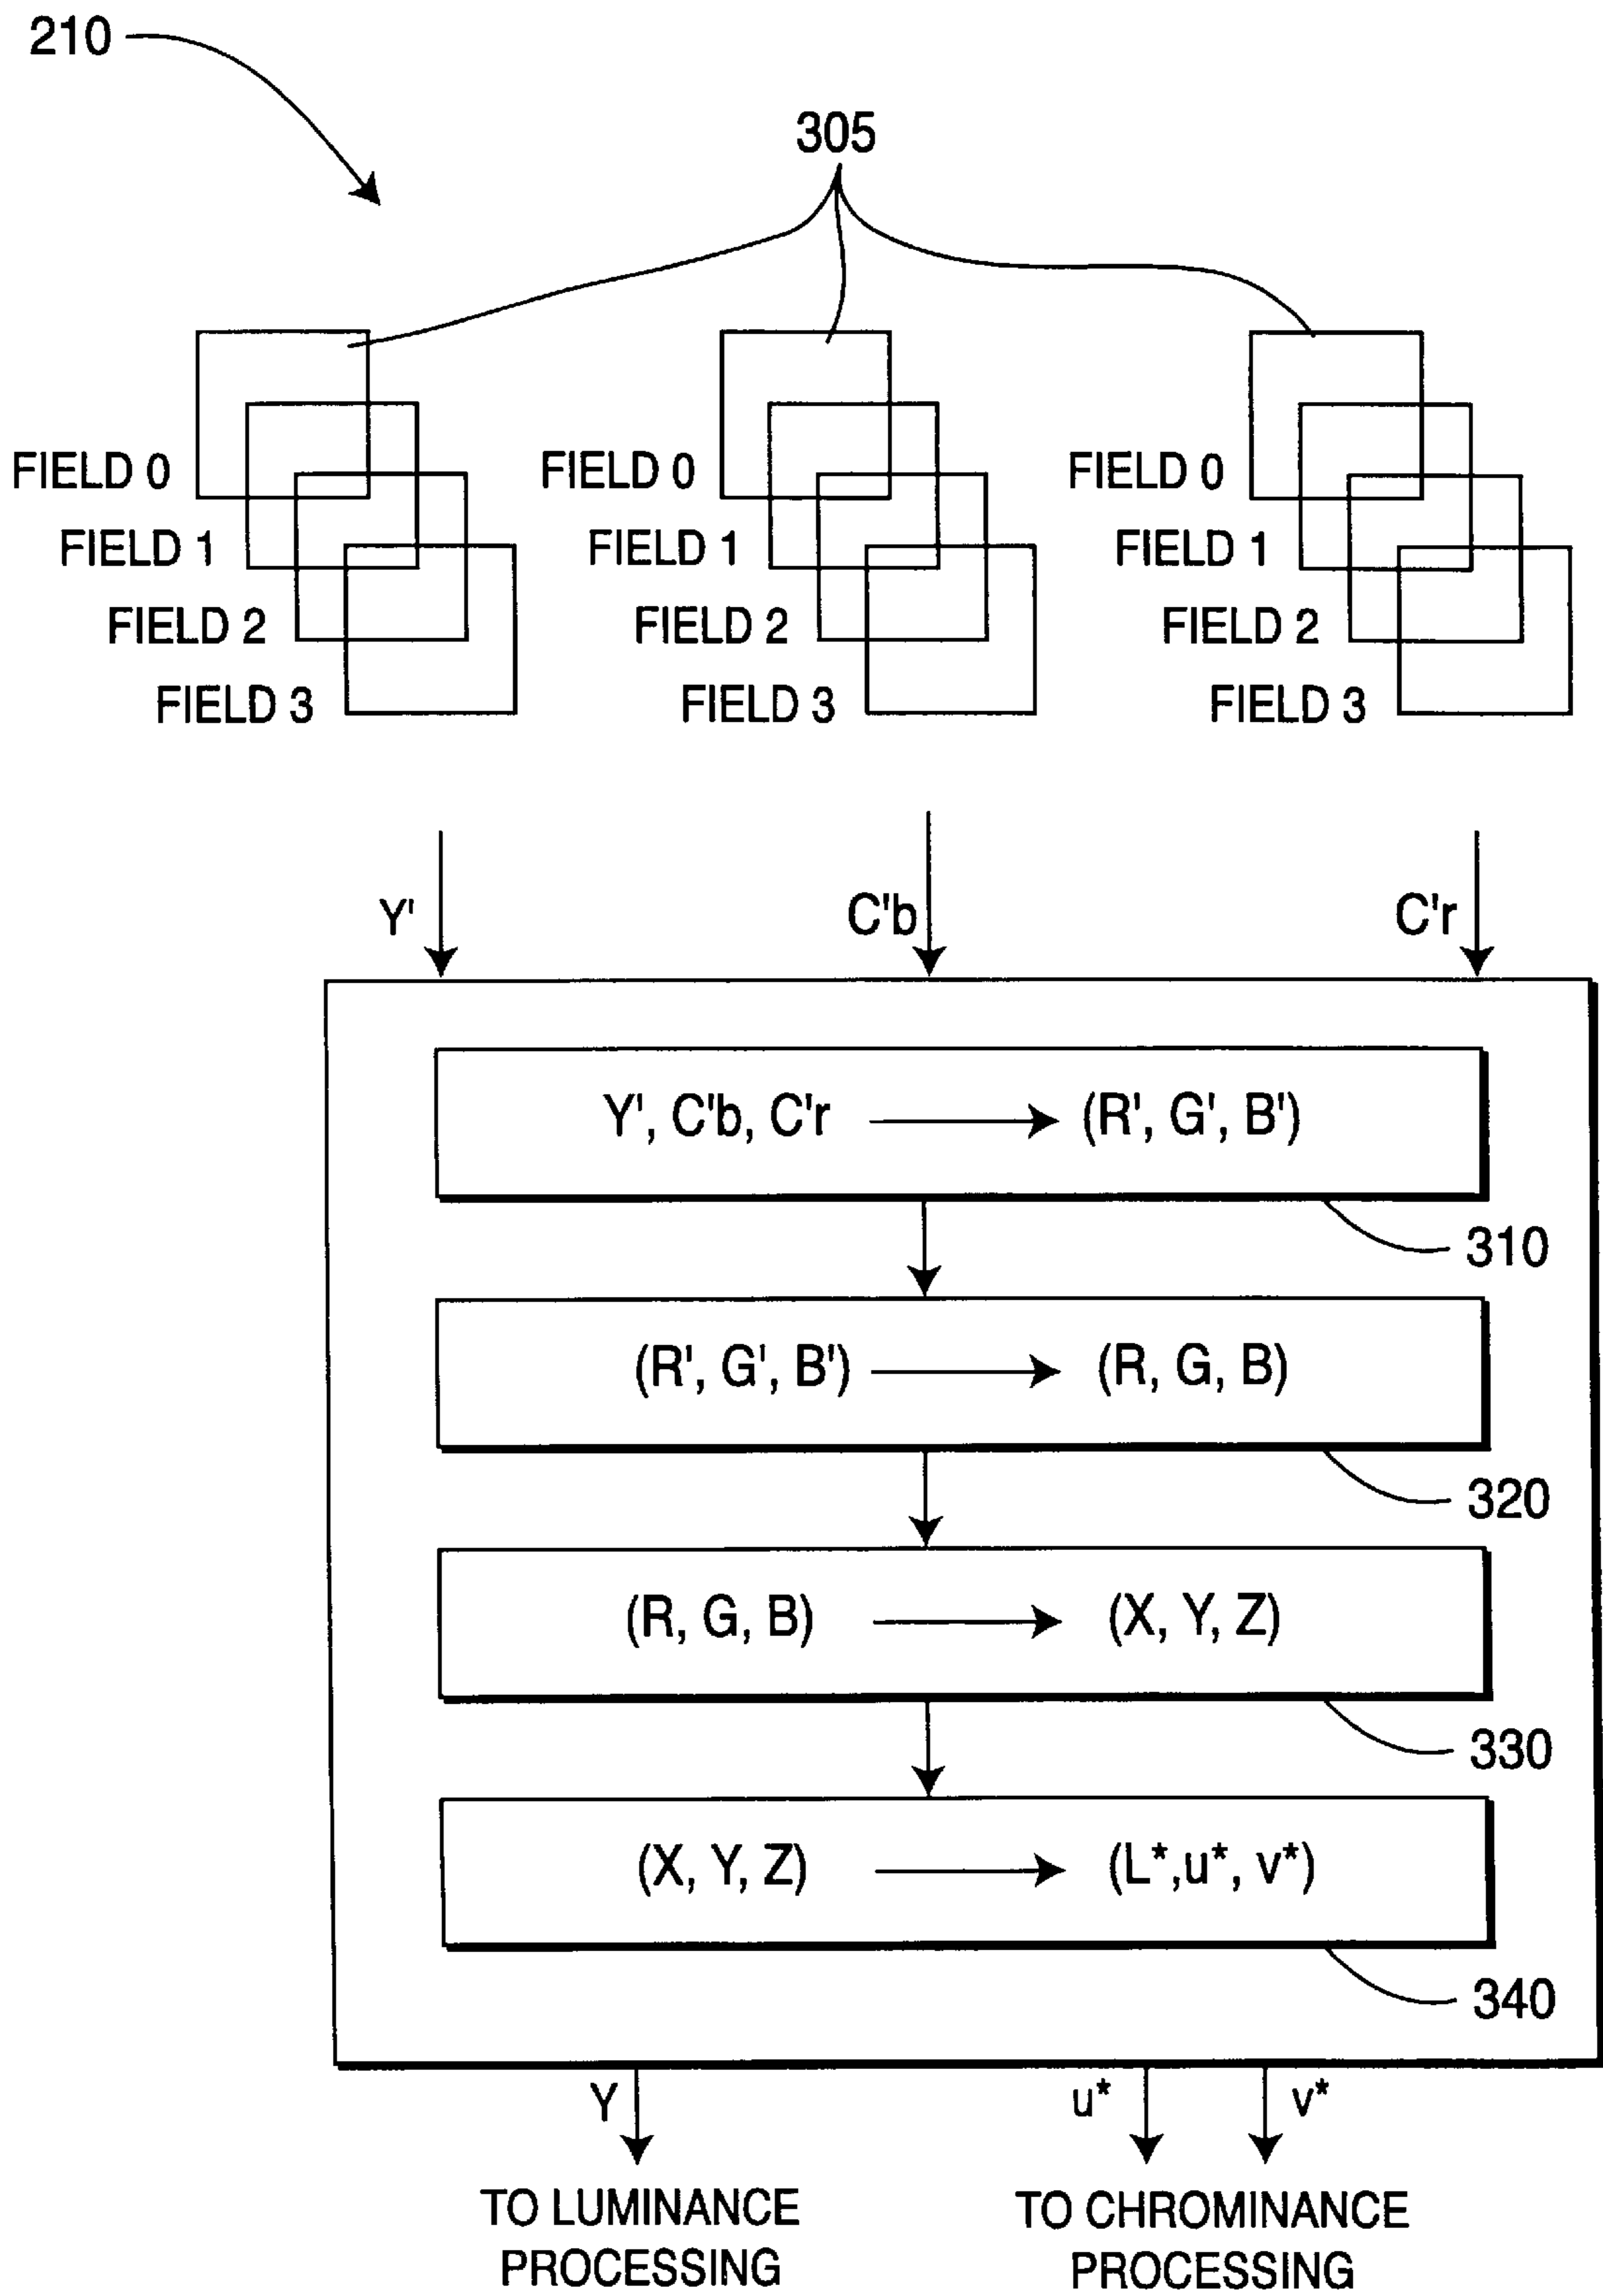 210
305
FIELD 0 FIELD 0 FIELD 0
FIELD 1 FIELD 1 FIELD 1
FIELD 2 FIELD 2 FIELD 2
FIELD 3 FIELD 3 FIELD 3
Y' C'b C'r
Y', C'b, C'r (R', G', B')
310
(R', G', B') (R, G, B)
320
(R, G, B) (X, Y, Z)
330
(X, Y, Z) (L*,u*, v*)
340
Y u* v*
TO LUMINANCE TO CHROMINANCE
PROCESSING PROCESSING